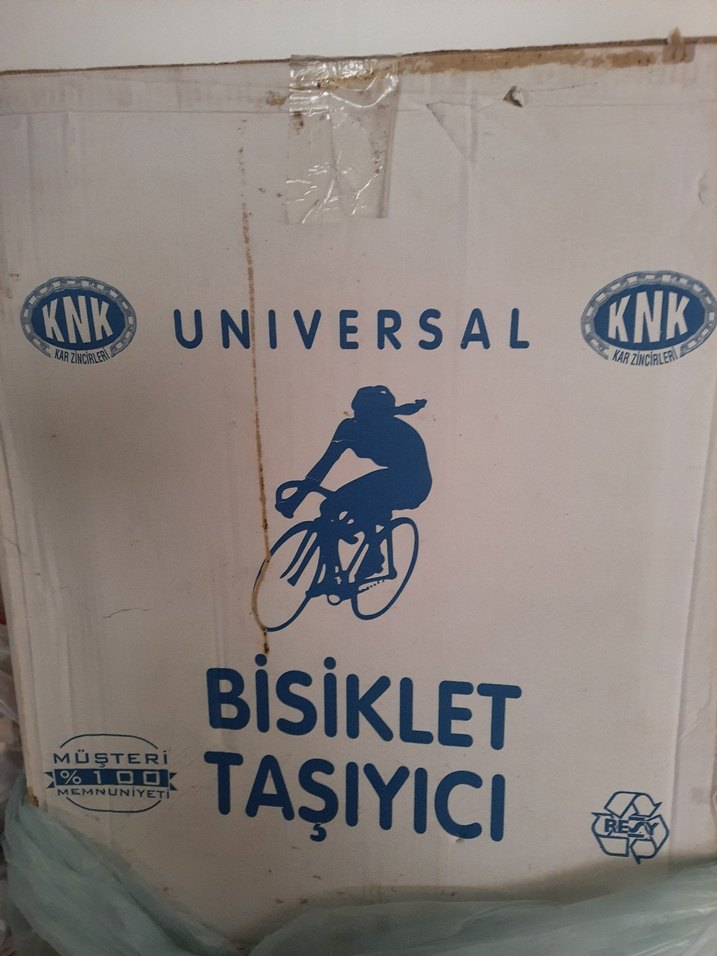 KNK
KAR ZİNCİRLERİ
UNIVERSAL
KNK
KAR ZİNCİRLERİ
BİSİKLET
TAŞIYICI
MÜŞTERİ
%100
MEMNUNİYETİ
RESY